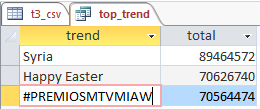 t3_csv top_trend
trend total
Syria 89464572
Happy Easter 70626740
#PREMIOSMTVMIAW 70564474